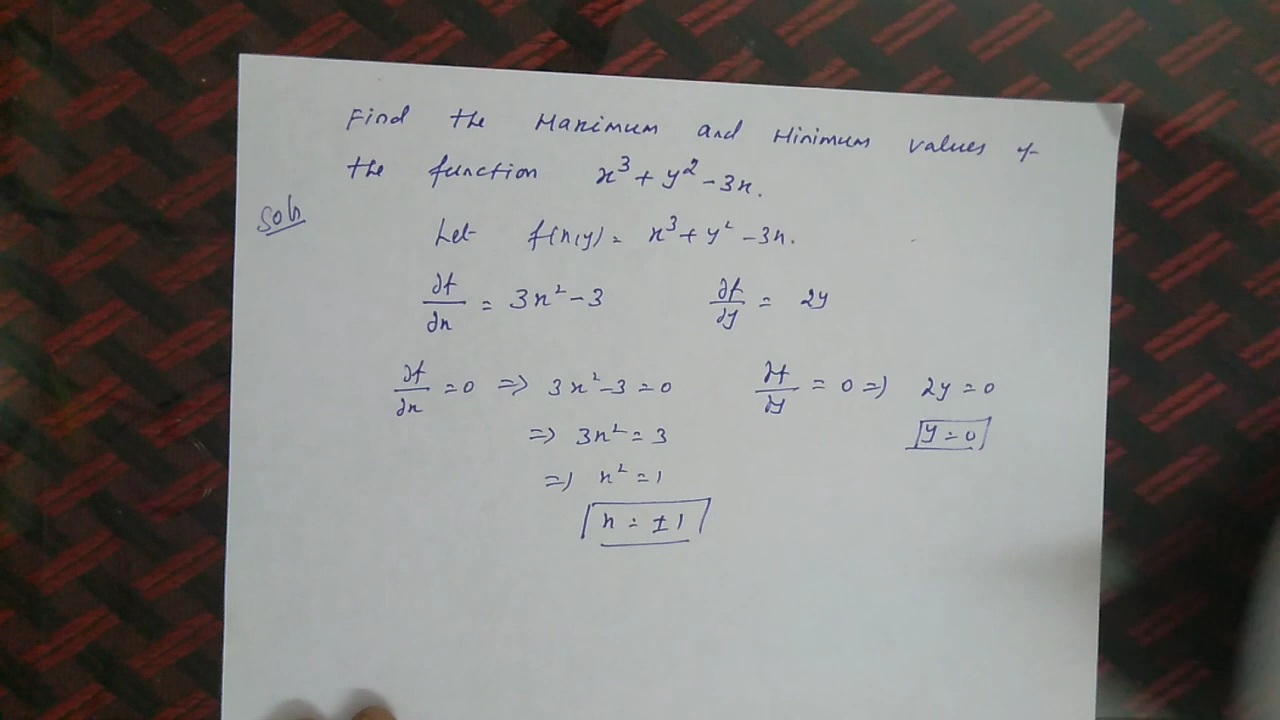 Find the Maximum and Minimum values of
the function x³ + y² - 3x.
Soln
Let f(x,y) = x³ + y² - 3x.
∂f/∂x = 3x² - 3 ∂f/∂y = 2y
∂f/∂x = 0 => 3x² - 3 = 0 ∂f/∂y = 0 => 2y = 0
=> 3x² = 3 y = 0
=> x² = 1
x = ±1